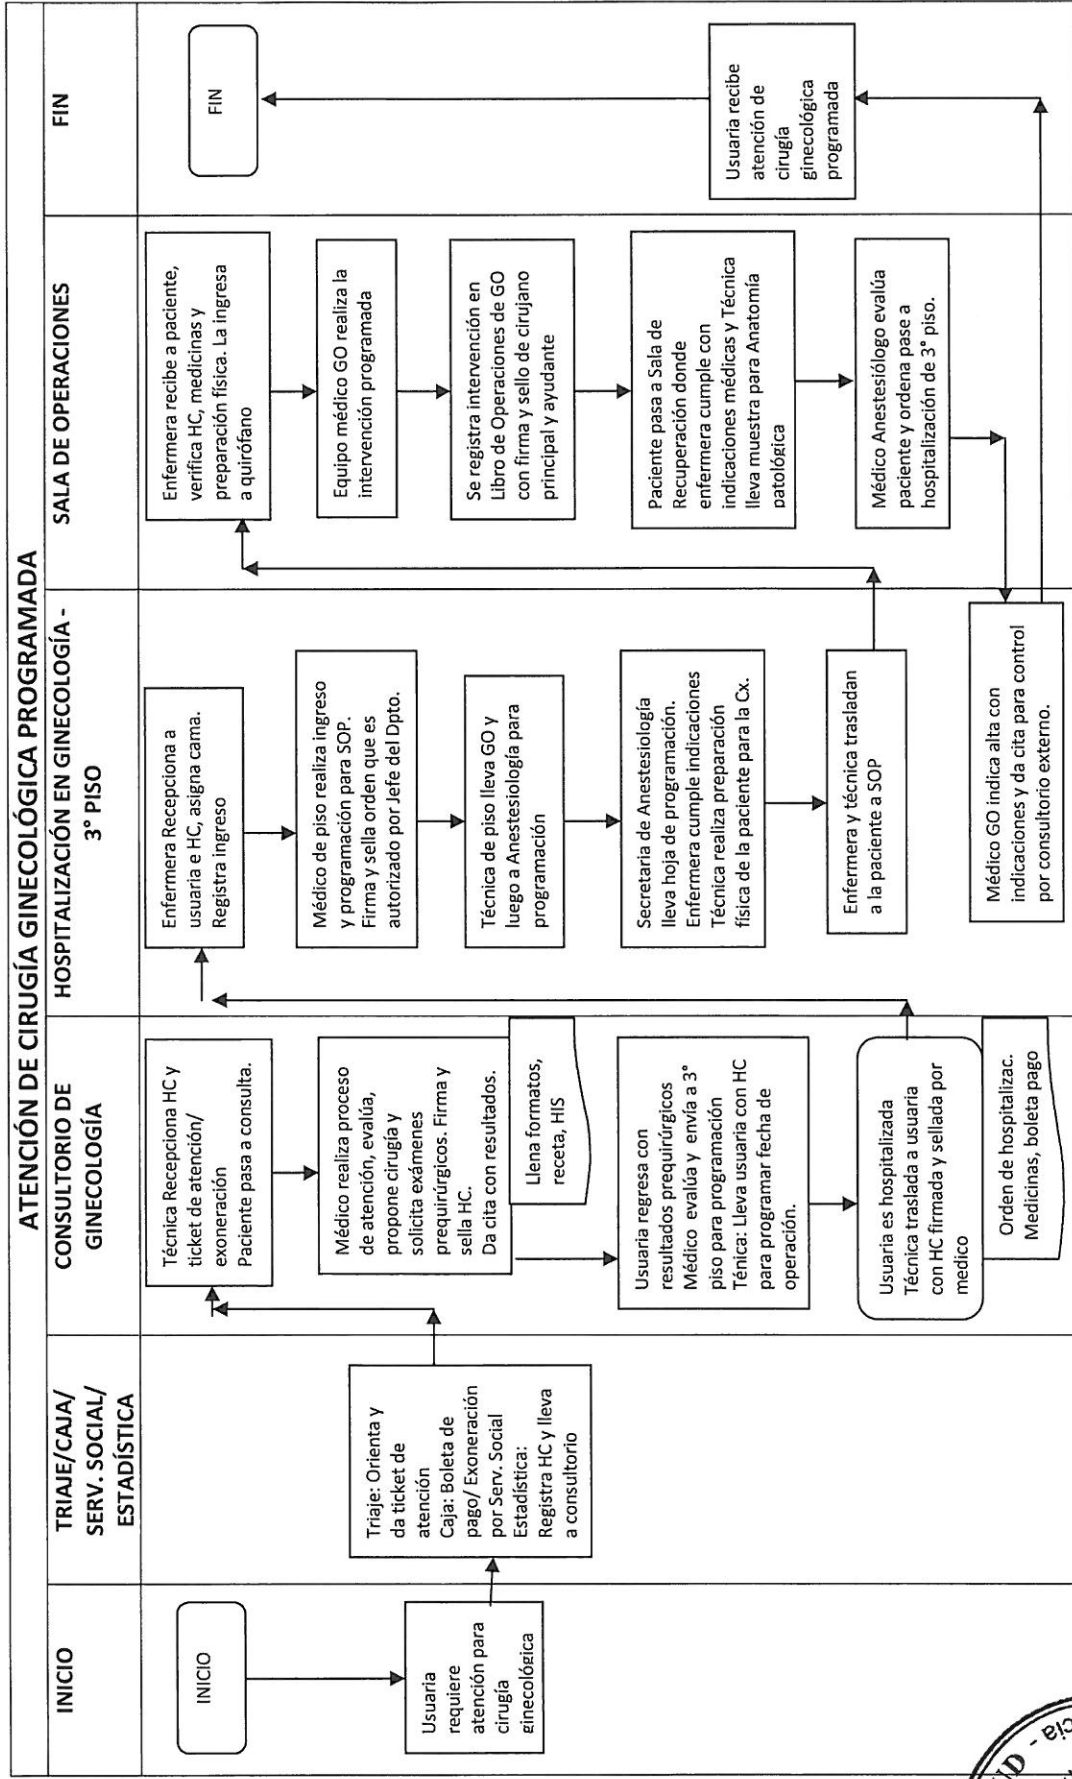 ATENCIÓN DE CIRUGÍA GINECOLÓGICA PROGRAMADA
INICIO
TRIAJE/CAJA/
SERV. SOCIAL/
ESTADÍSTICA
CONSULTORIO DE
GINECOLOGÍA
HOSPITALIZACIÓN EN GINECOLOGÍA -
3° PISO
SALA DE OPERACIONES
FIN
INICIO
Usuaria
requiere
atención para
cirugía
ginecológica
Triaje: Orienta y
da ticket de
atención
Caja: Boleta de
pago/ Exoneración
por Serv. Social
Estadística:
Registra HC y lleva
a consultorio
Técnica Recepciona HC y
ticket de atención/
exoneración
Paciente pasa a consulta.
Médico realiza proceso
de atención, evalúa,
propone cirugía y
solicita exámenes
prequirúrgicos. Firma y
sella HC.
Da cita con resultados.
Llena formatos,
receta, HIS
Usuaria regresa con
resultados prequirúrgicos
Médico evalúa y envía a 3°
piso para programación
Ténica: Lleva usuaria con HC
para programar fecha de
operación.
Usuaria es hospitalizada
Técnica traslada a usuaria
con HC firmada y sellada por
medico
Orden de hospitalizac.
Medicinas, boleta pago
Enfermera Recepciona a
usuaria e HC, asigna cama.
Registra ingreso
Médico de piso realiza ingreso
y programación para SOP.
Firma y sella orden que es
autorizado por Jefe del Dpto.
Técnica de piso lleva GO y
luego a Anestesiología para
programación
Secretaria de Anestesiología
lleva hoja de programación.
Enfermera cumple indicaciones
Técnica realiza preparación
física de la paciente para la Cx.
Enfermera y técnica trasladan
a la paciente a SOP
Médico GO indica alta con
indicaciones y da cita para control
por consultorio externo.
Enfermera recibe a paciente,
verifica HC, medicinas y
preparación física. La ingresa
a quirófano
Equipo médico GO realiza la
intervención programada
Se registra intervención en
Libro de Operaciones de GO
con firma y sello de cirujano
principal y ayudante
Paciente pasa a Sala de
Recuperación donde
enfermera cumple con
indicaciones médicas y Técnica
lleva muestra para Anatomía
patológica
Médico Anestesiólogo evalúa
paciente y ordena pase a
hospitalización de 3° piso.
FIN
Usuaria recibe
atención de
cirugía
ginecológica
programada